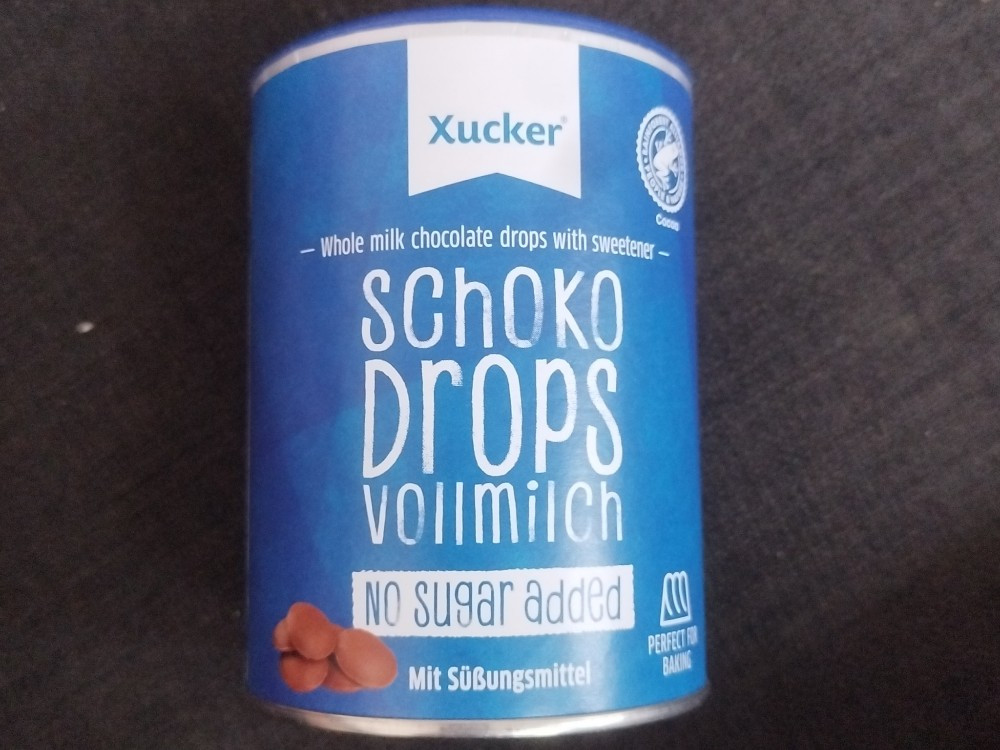 Xucker®
Cocoa
— Whole milk chocolate drops with sweetener —
SCHOKO
DROPS
VOLLMILCH
NO SUGAR ADDED
PERFECT FOR
BAKING
Mit Süßungsmittel